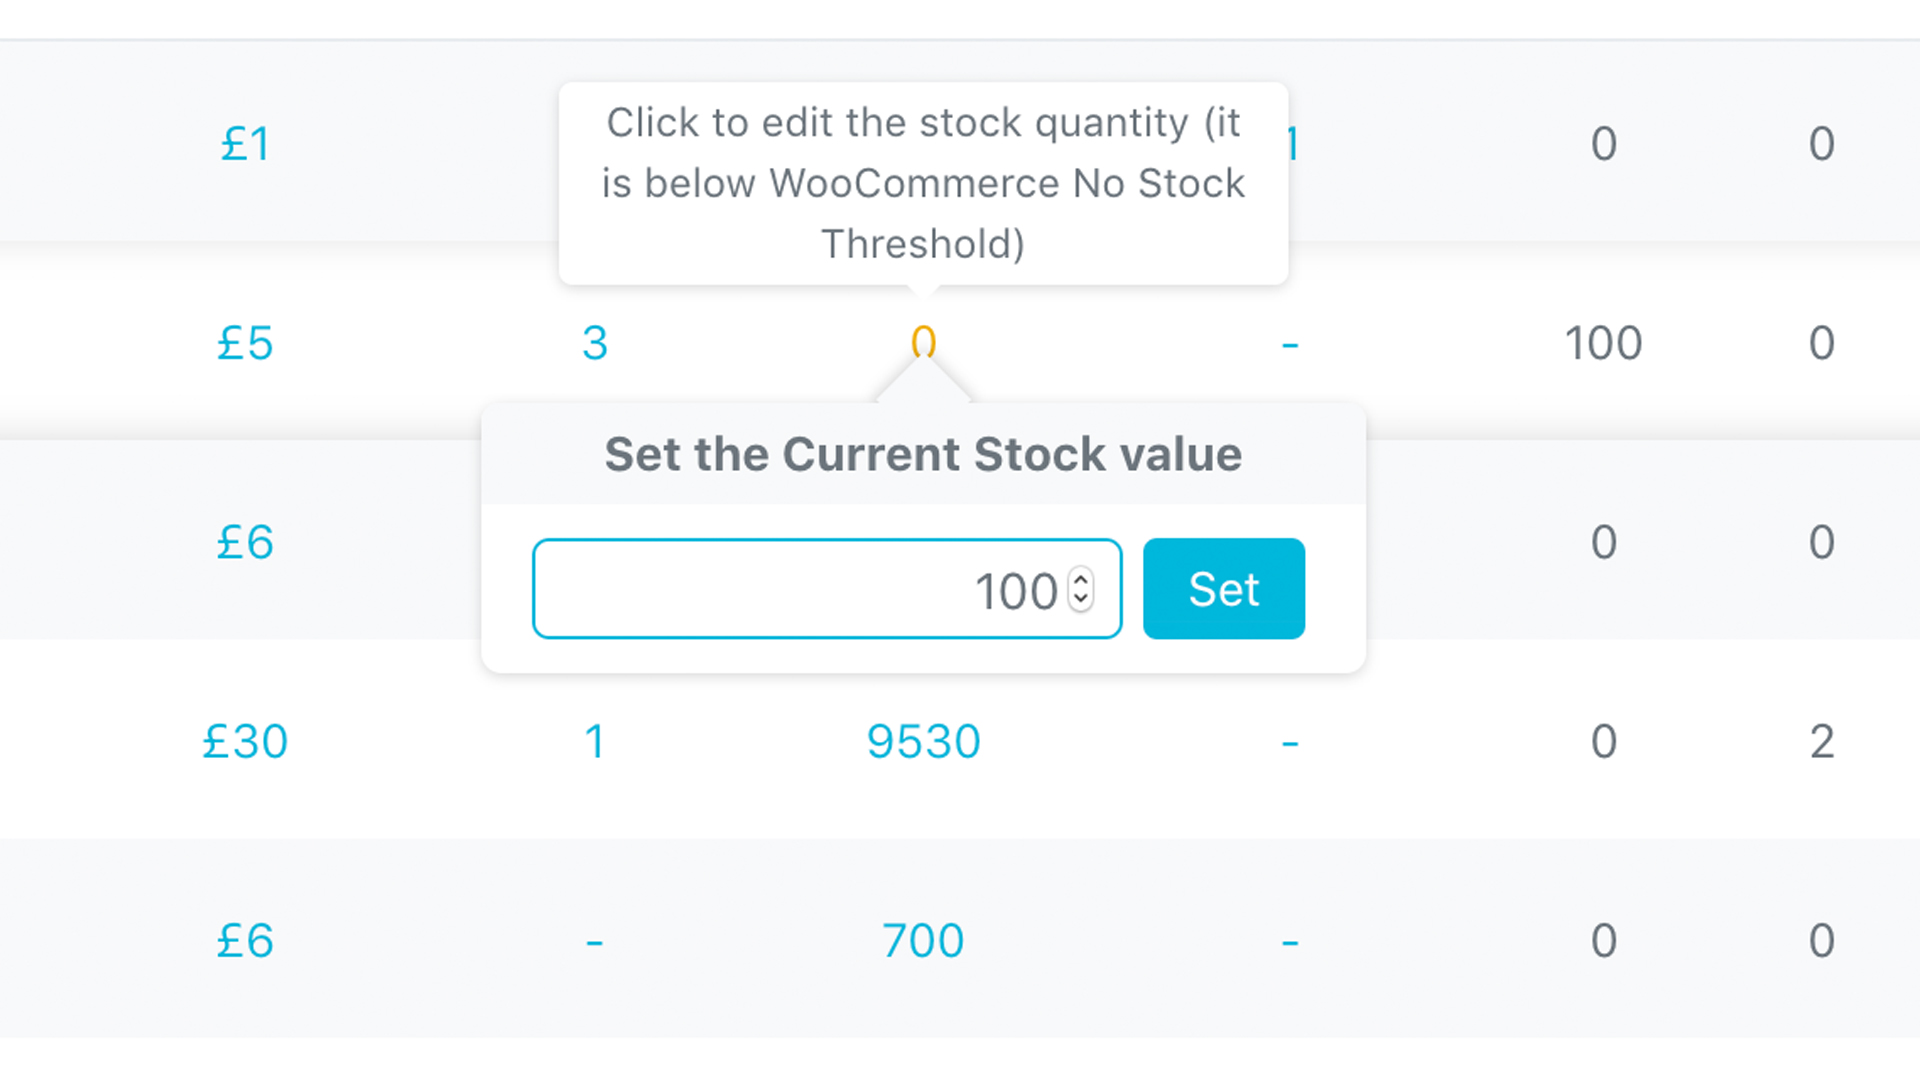 £1 1 0 0
Click to edit the stock quantity (it
is below WooCommerce No Stock
Threshold)
£5 3 0 - 100 0
Set the Current Stock value
100 Set
£6 0 0
£30 1 9530 - 0 2
£6 - 700 - 0 0